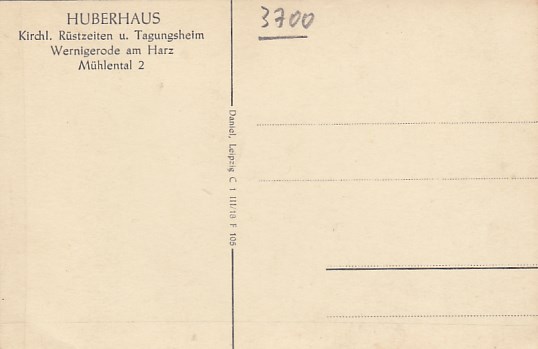 HUBERHAUS
Kirchl. Rüstzeiten u. Tagungsheim
Wernigerode am Harz
Mühlental 2
3700
Daniel, Leipzig C 1 III/18 F 105